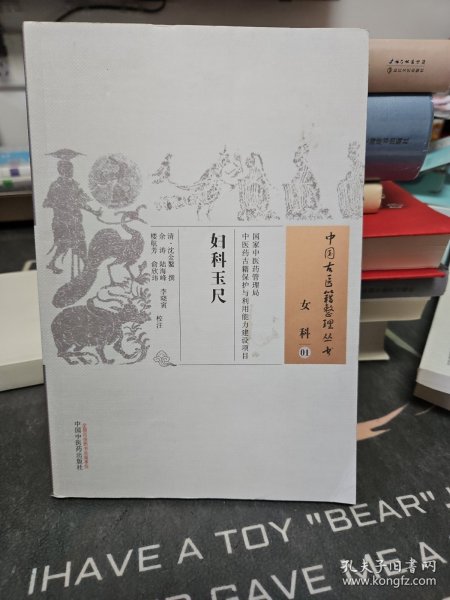 中国古医籍整理丛书
女科
01
国家中医药管理局
中医药古籍保护与利用能力建设项目
妇科玉尺
清·沈金鳌 撰
余涛 陆海峰 李晓寅
楼航芳 俞欣玮 校注
中国中医药出版社
IHAVE A TOY "BEAR"
GAVE ME A
孔夫子旧书网
www.kongfz.com